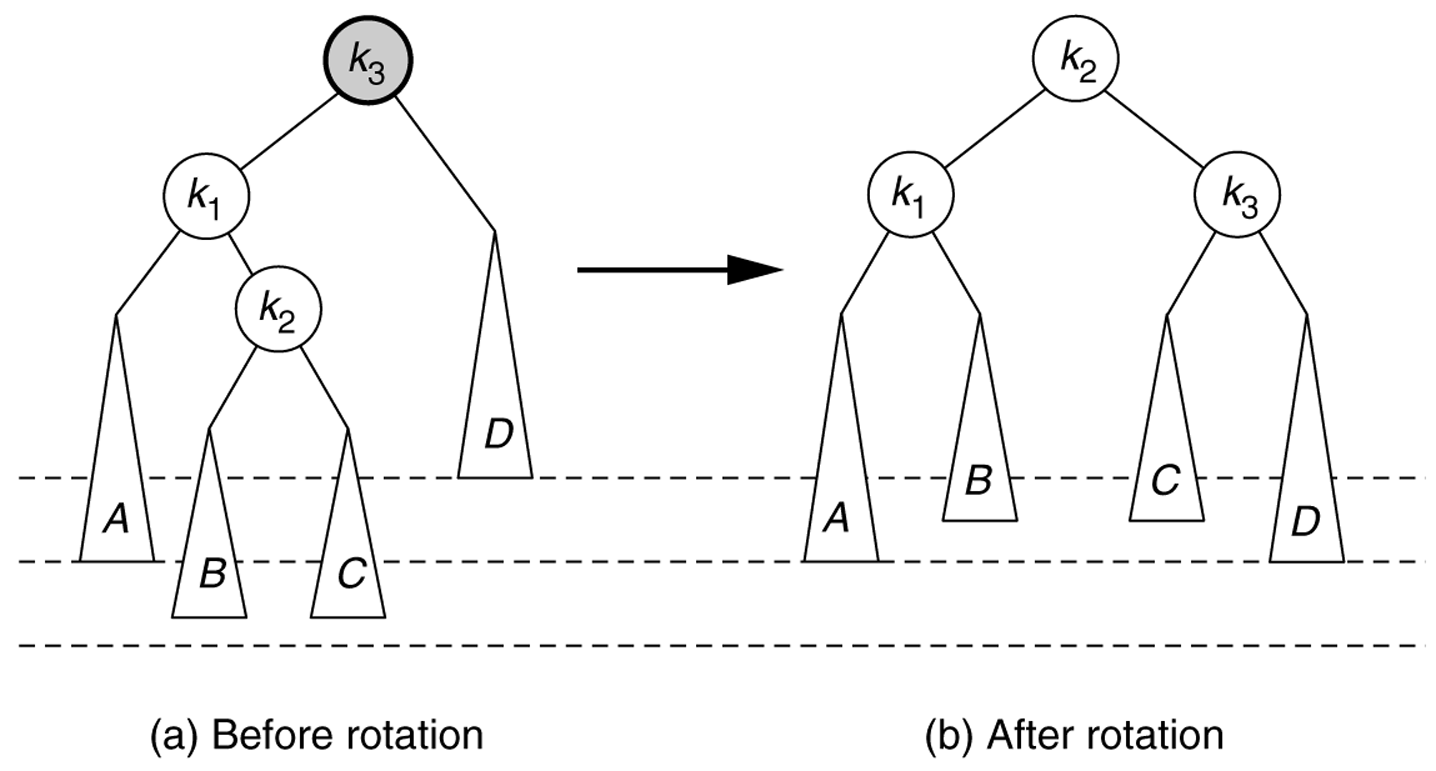 k3 k2
k1 k1 k3
k2
D B C
A A D
B C
(a) Before rotation (b) After rotation